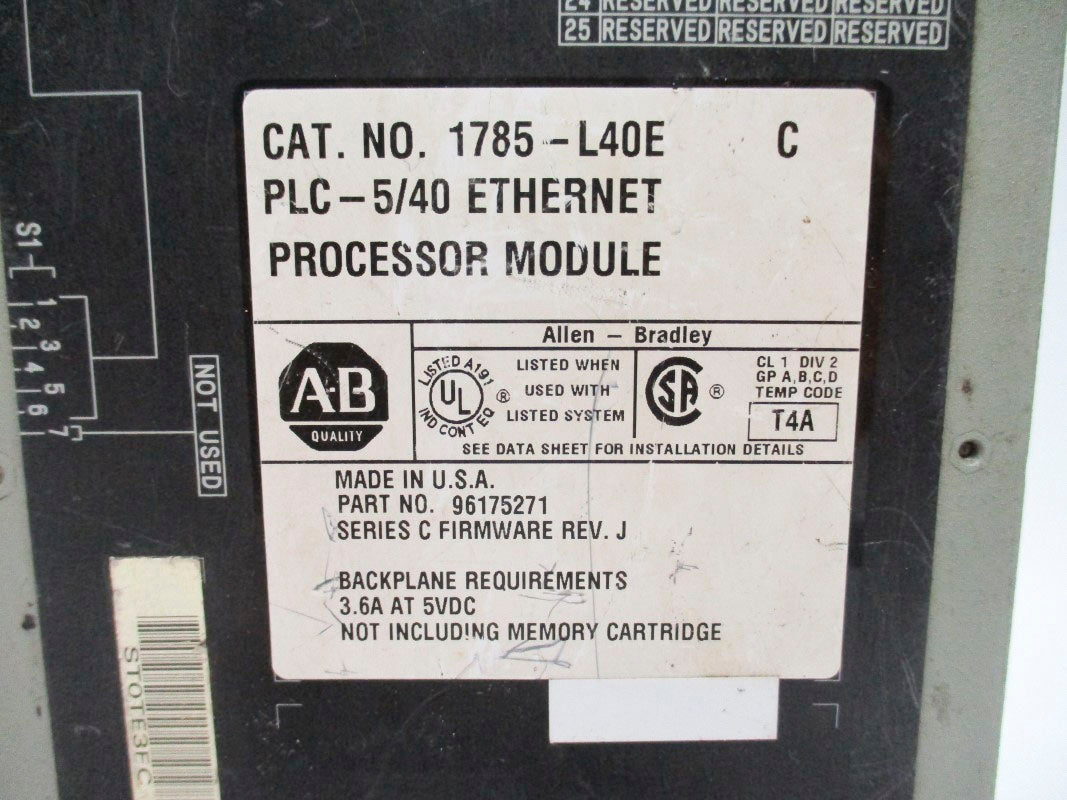 24 RESERVED RESERVED RESERVED
25 RESERVED RESERVED RESERVED
CAT. NO. 1785-L40E C
PLC-5/40 ETHERNET
PROCESSOR MODULE
Allen - Bradley
A-B
QUALITY
LISTED A191
UL ®
IND CONT EQ
LISTED WHEN
USED WITH
LISTED SYSTEM
SA ®
CL 1 DIV 2
GP A,B,C,D
TEMP CODE
T4A
SEE DATA SHEET FOR INSTALLATION DETAILS
MADE IN U.S.A.
PART NO. 96175271
SERIES C FIRMWARE REV. J
BACKPLANE REQUIREMENTS
3.6A AT 5VDC
NOT INCLUDING MEMORY CARTRIDGE
S1
1
2
3
4
5
6
7
NOT USED
STOTE3FC